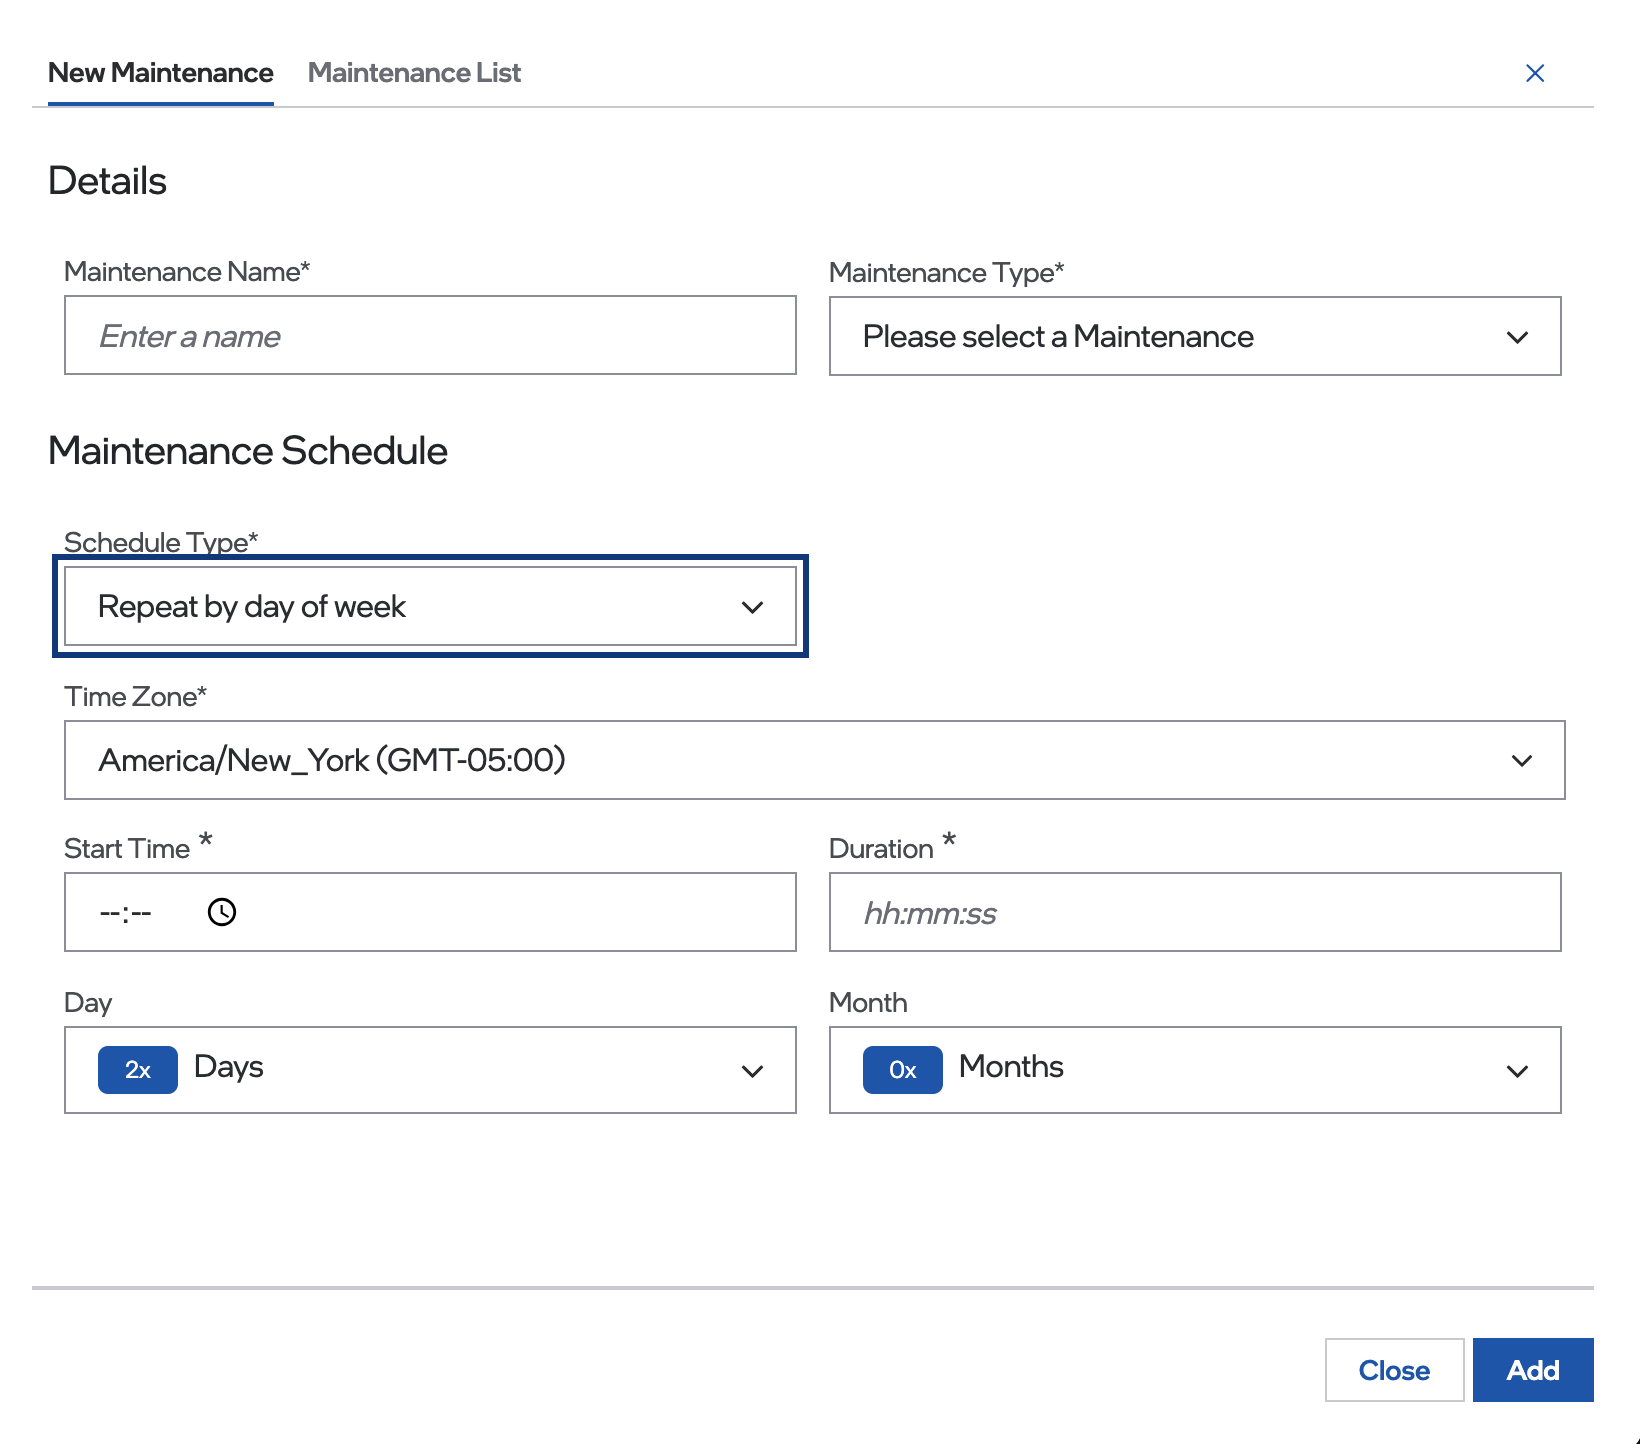 New Maintenance Maintenance List
Details
Maintenance Name* Maintenance Type*
Enter a name Please select a Maintenance
Maintenance Schedule
Schedule Type*
Repeat by day of week
Time Zone*
America/New_York (GMT-05:00)
Start Time * Duration *
--:-- hh:mm:ss
Day Month
2x Days 0x Months
Close Add